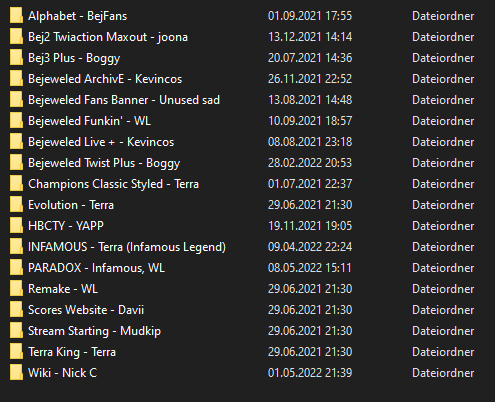 Alphabet - BejFans 01.09.2021 17:55 Dateiordner
Bej2 Twiaction Maxout - joona 13.12.2021 14:14 Dateiordner
Bej3 Plus - Boggy 20.07.2021 14:36 Dateiordner
Bejeweled ArchivE - Kevincos 26.11.2021 22:52 Dateiordner
Bejeweled Fans Banner - Unused sad 13.08.2021 14:48 Dateiordner
Bejeweled Funkin' - WL 10.09.2021 18:57 Dateiordner
Bejeweled Live + - Kevincos 08.08.2021 23:18 Dateiordner
Bejeweled Twist Plus - Boggy 28.02.2022 20:53 Dateiordner
Champions Classic Styled - Terra 01.07.2021 22:37 Dateiordner
Evolution - Terra 29.06.2021 21:30 Dateiordner
HBCTY - YAPP 19.11.2021 19:05 Dateiordner
INFAMOUS - Terra (Infamous Legend) 09.04.2022 22:24 Dateiordner
PARADOX - Infamous, WL 08.05.2022 15:11 Dateiordner
Remake - WL 29.06.2021 21:30 Dateiordner
Scores Website - Davii 29.06.2021 21:30 Dateiordner
Stream Starting - Mudkip 29.06.2021 21:30 Dateiordner
Terra King - Terra 29.06.2021 21:30 Dateiordner
Wiki - Nick C 01.05.2022 21:39 Dateiordner